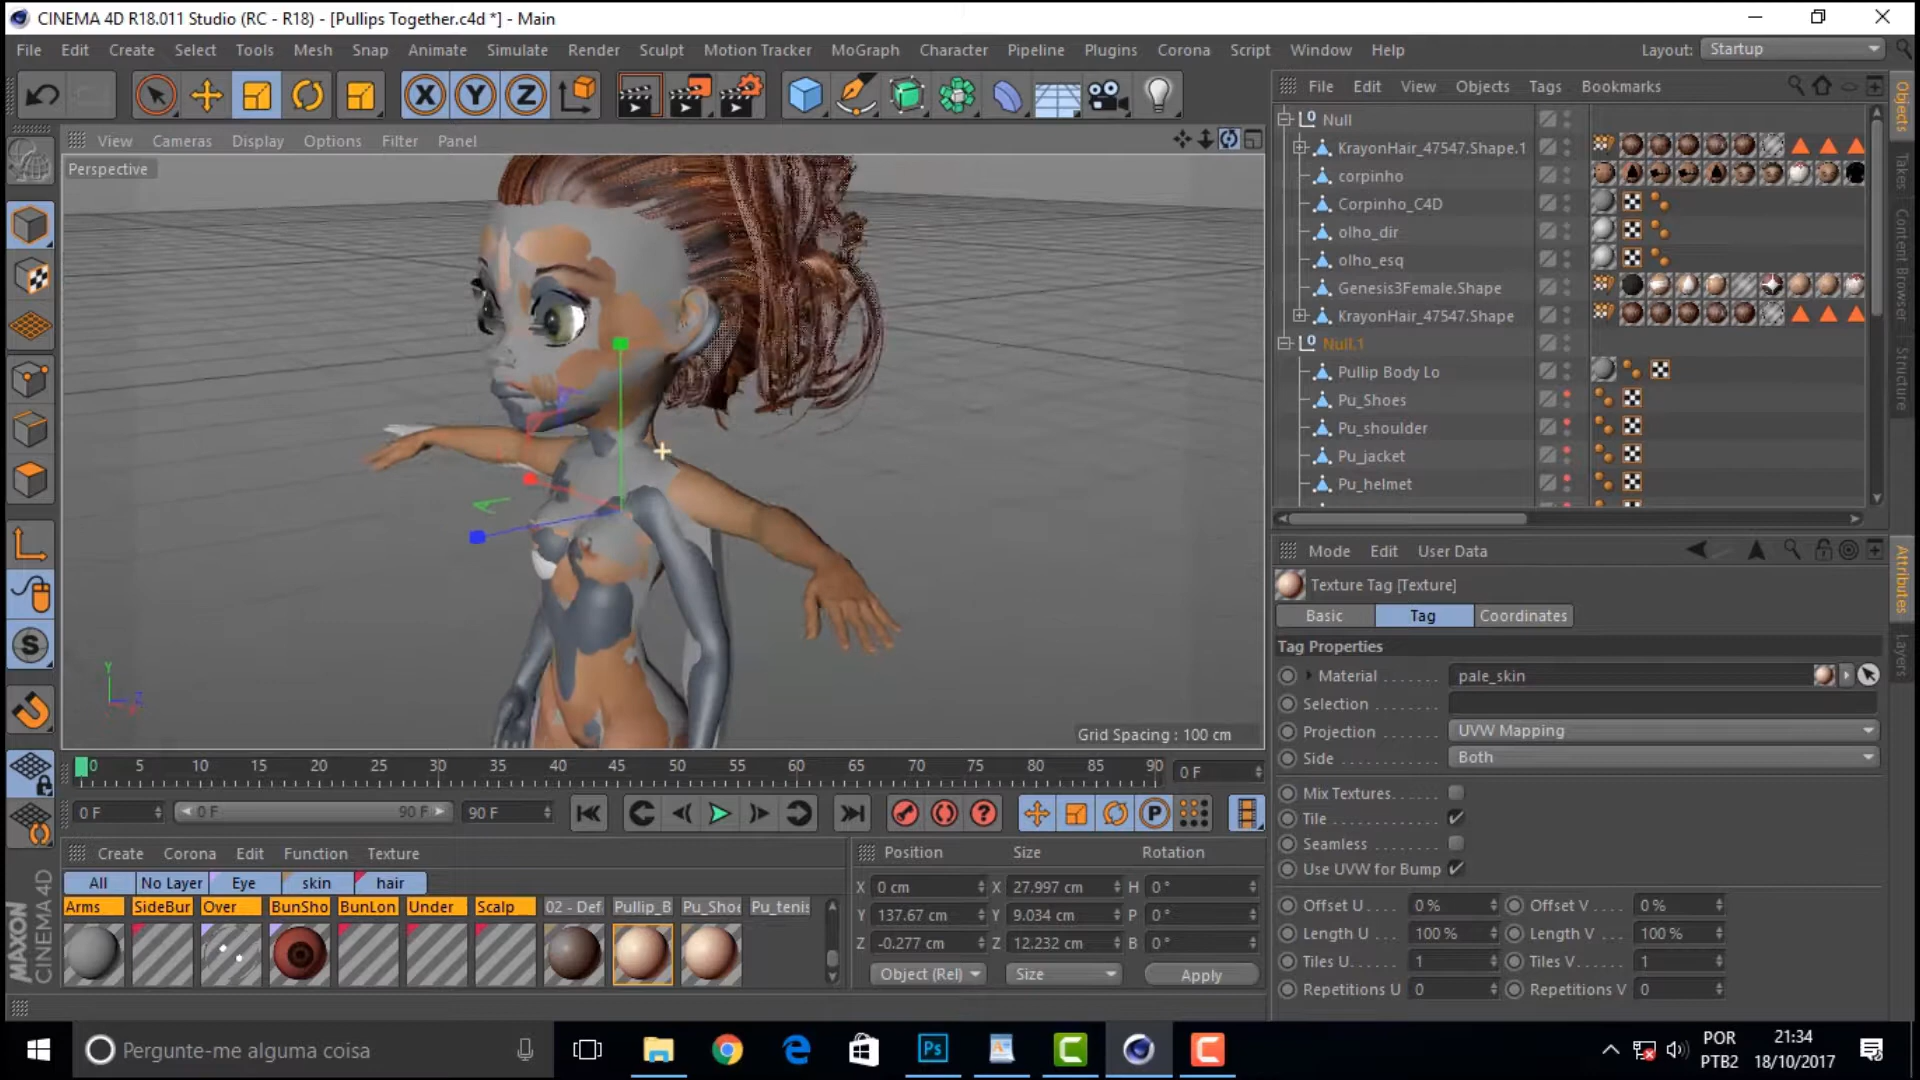 CINEMA 4D R18.011 Studio (RC - R18) - [Pullips Together.c4d *] - Main
File Edit Create Select Tools Mesh Snap Animate Simulate Render Sculpt Motion Tracker MoGraph Character Pipeline Plugins Corona Script Window Help Layout: Startup
File Edit View Objects Tags Bookmarks
View Cameras Display Options Filter Panel
Perspective
Grid Spacing : 100 cm
Null
KrayonHair_47547.Shape.1
corpinho
Corpinho_C4D
olho_dir
olho_esq
Genesis3Female.Shape
KrayonHair_47547.Shape
Null.1
Pullip Body Lo
Pu_Shoes
Pu_shoulder
Pu_jacket
Pu_helmet
Objects
Takes
Content Browser
Structure
Mode Edit User Data
Texture Tag [Texture]
Basic Tag Coordinates
Tag Properties
Material pale_skin
Selection
Projection UVW Mapping
Side Both
Mix Textures
Tile
Seamless
Use UVW for Bump
Offset U 0 % Offset V 0 %
Length U 100 % Length V 100 %
Tiles U 1 Tiles V 1
Repetitions U 0 Repetitions V 0
Attributes
Layers
0 5 10 15 20 25 30 35 40 45 50 55 60 65 70 75 80 85 90 0 F
0 F 0 F 90 F 90 F
Create Corona Edit Function Texture
All No Layer Eye skin hair
Arms SideBur Over BunSho BunLon Under Scalp 02 - Def Pullip_B Pu_Shoe Pu_tenis
Position Size Rotation
X 0 cm X 27.997 cm H 0 °
Y 137.67 cm Y 9.034 cm P 0 °
Z -0.277 cm Z 12.232 cm B 0 °
Object (Rel) Size Apply
MAXON CINEMA 4D
Pergunte-me alguma coisa
POR
PTB2
21:34
18/10/2017